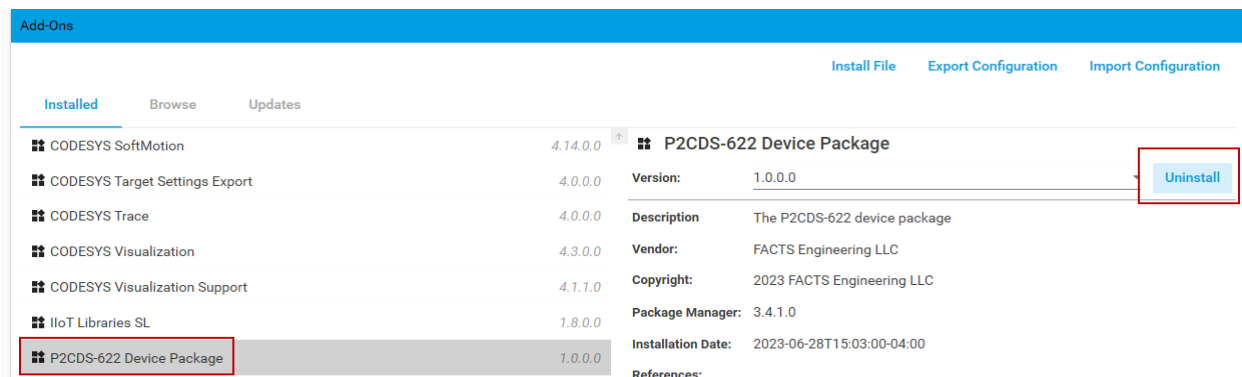 Add-Ons
Install File Export Configuration Import Configuration
Installed Browse Updates
CODESYS SoftMotion 4.14.0.0
CODESYS Target Settings Export 4.0.0.0
CODESYS Trace 4.0.0.0
CODESYS Visualization 4.3.0.0
CODESYS Visualization Support 4.1.1.0
IIoT Libraries SL 1.8.0.0
P2CDS-622 Device Package 1.0.0.0
P2CDS-622 Device Package
Version: 1.0.0.0 Uninstall
Description The P2CDS-622 device package
Vendor: FACTS Engineering LLC
Copyright: 2023 FACTS Engineering LLC
Package Manager: 3.4.1.0
Installation Date: 2023-06-28T15:03:00-04:00
References: